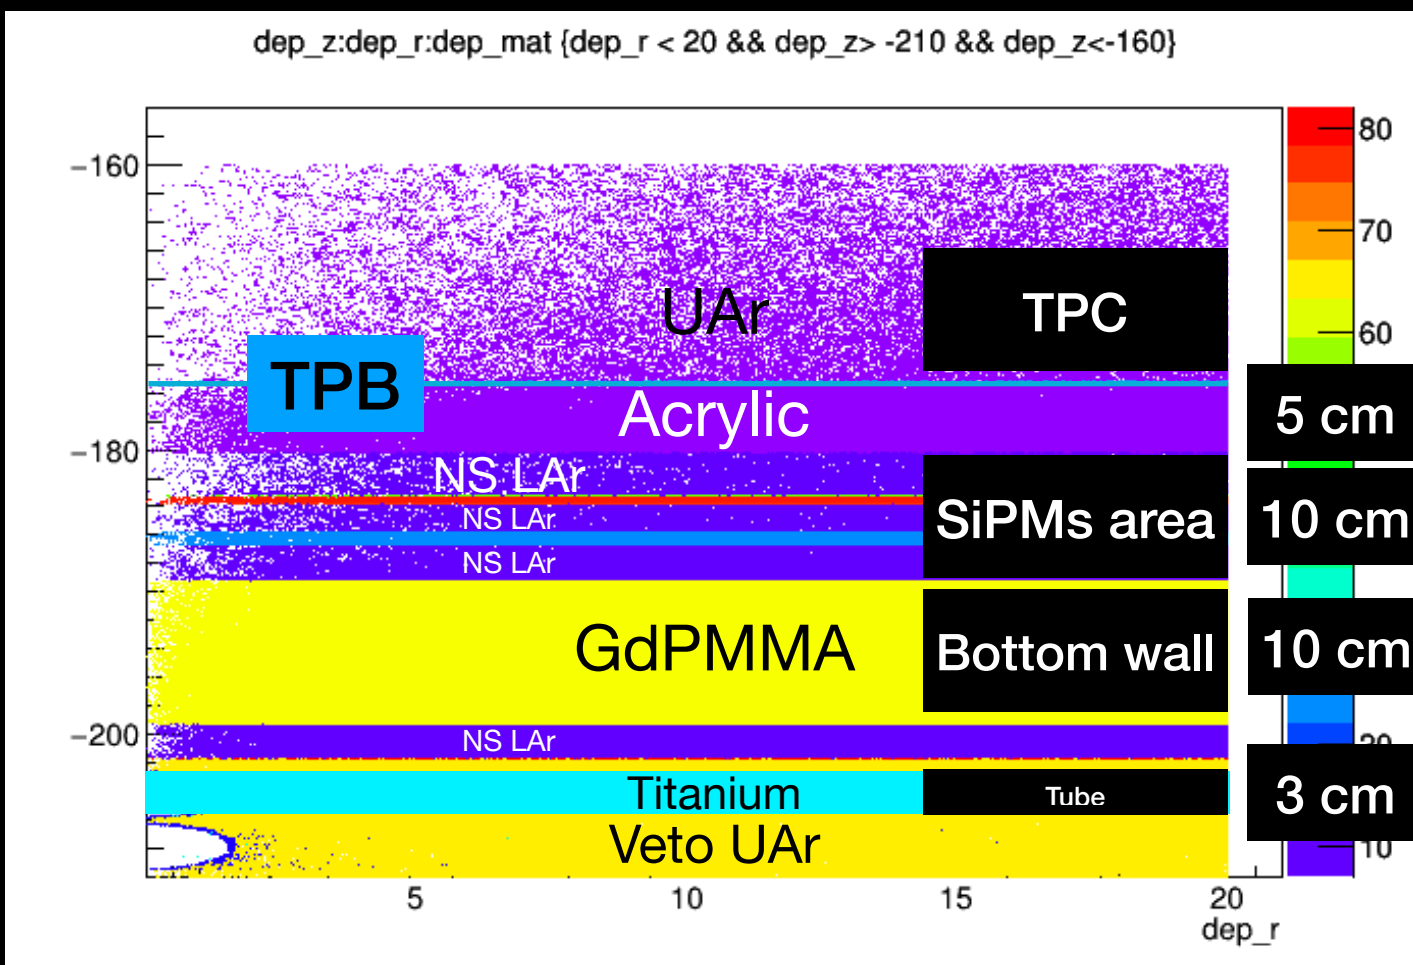 dep_z:dep_r:dep_mat {dep_r < 20 && dep_z> -210 && dep_z<-160}
80
−160
70
UAr
TPC
60
TPB
Acrylic
5 cm
−180
NS LAr
NS LAr
SiPMs area
10 cm
NS LAr
GdPMMA
Bottom wall
10 cm
−200
NS LAr
20
Titanium
Tube
3 cm
Veto UAr
10
5
10
15
20
dep_r